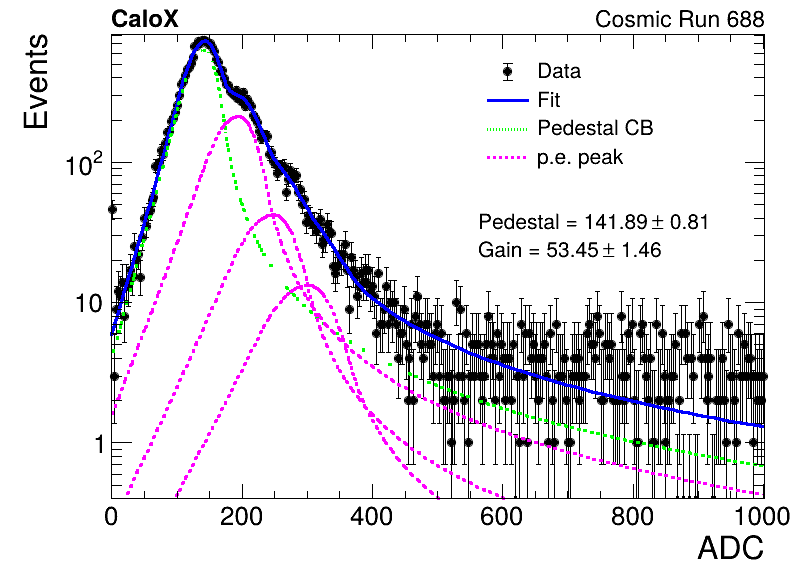 CaloX Cosmic Run 688
Events
Data
Fit
Pedestal CB
p.e. peak
Pedestal = 141.89 ± 0.81
Gain = 53.45 ± 1.46
10²
10
1
0 200 400 600 800 1000
ADC